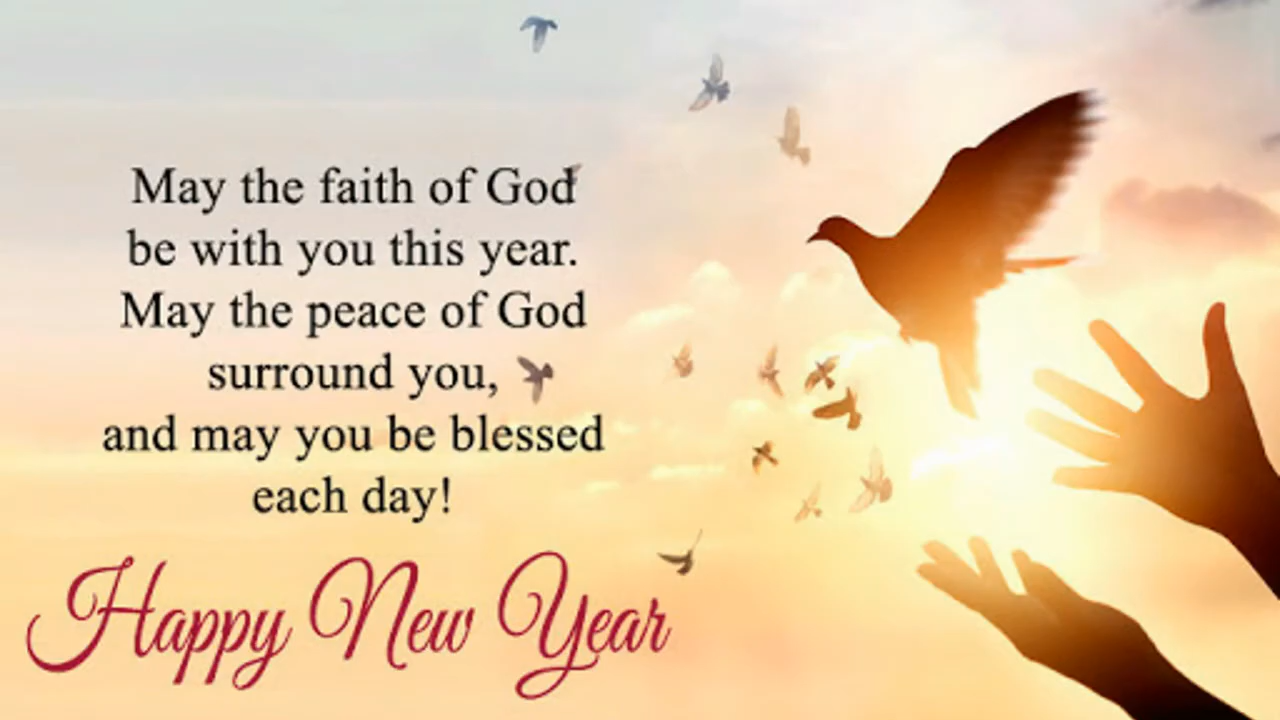 May the faith of God
be with you this year.
May the peace of God
surround you,
and may you be blessed
each day!
Happy New Year